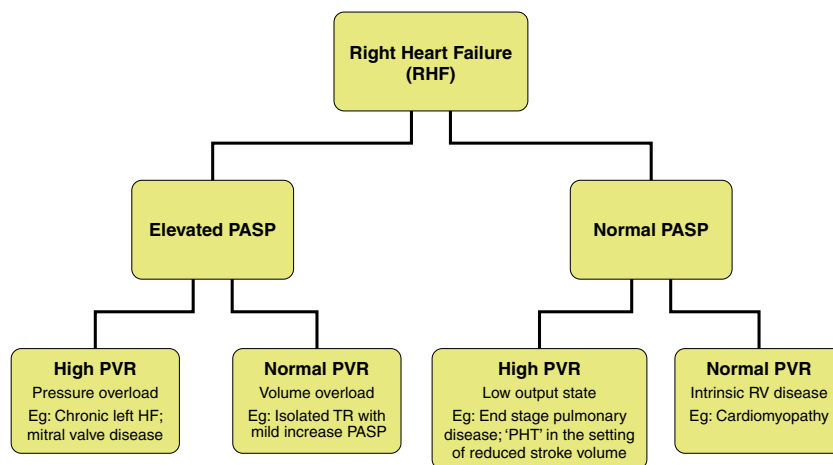 Right Heart Failure
(RHF)
Elevated PASP
Normal PASP
High PVR
Pressure overload
Eg: Chronic left HF;
mitral valve disease
Normal PVR
Volume overload
Eg: Isolated TR with
mild increase PASP
High PVR
Low output state
Eg: End stage pulmonary
disease; ‘PHT’ in the setting
of reduced stroke volume
Normal PVR
Intrinsic RV disease
Eg: Cardiomyopathy